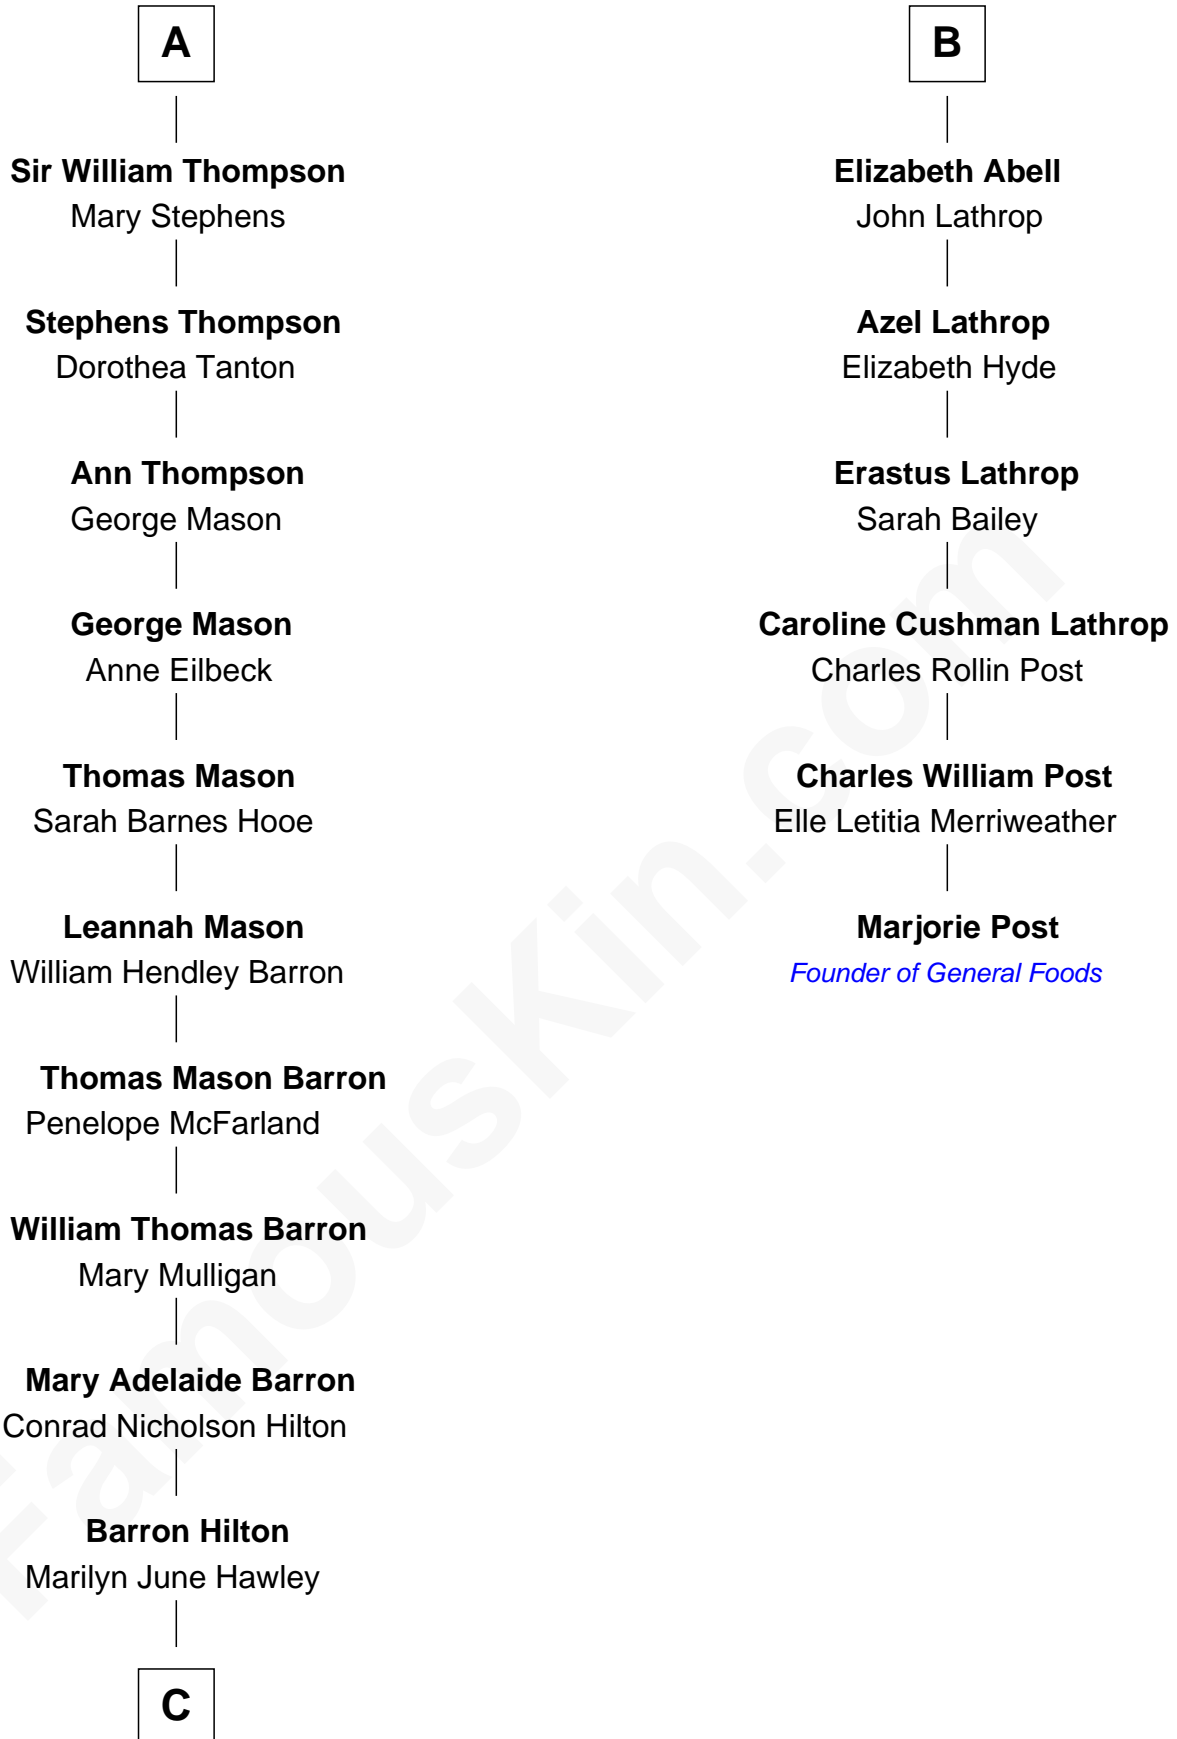 A
Sir William Thompson
Mary Stephens
Stephens Thompson
Dorothea Tanton
Ann Thompson
George Mason
George Mason
Anne Eilbeck
Thomas Mason
Sarah Barnes Hooe
Leannah Mason
William Hendley Barron
Thomas Mason Barron
Penelope McFarland
William Thomas Barron
Mary Mulligan
Mary Adelaide Barron
Conrad Nicholson Hilton
Barron Hilton
Marilyn June Hawley
C
B
Elizabeth Abell
John Lathrop
Azel Lathrop
Elizabeth Hyde
Erastus Lathrop
Sarah Bailey
Caroline Cushman Lathrop
Charles Rollin Post
Charles William Post
Elle Letitia Merriweather
Marjorie Post
Founder of General Foods
FamousKin.com